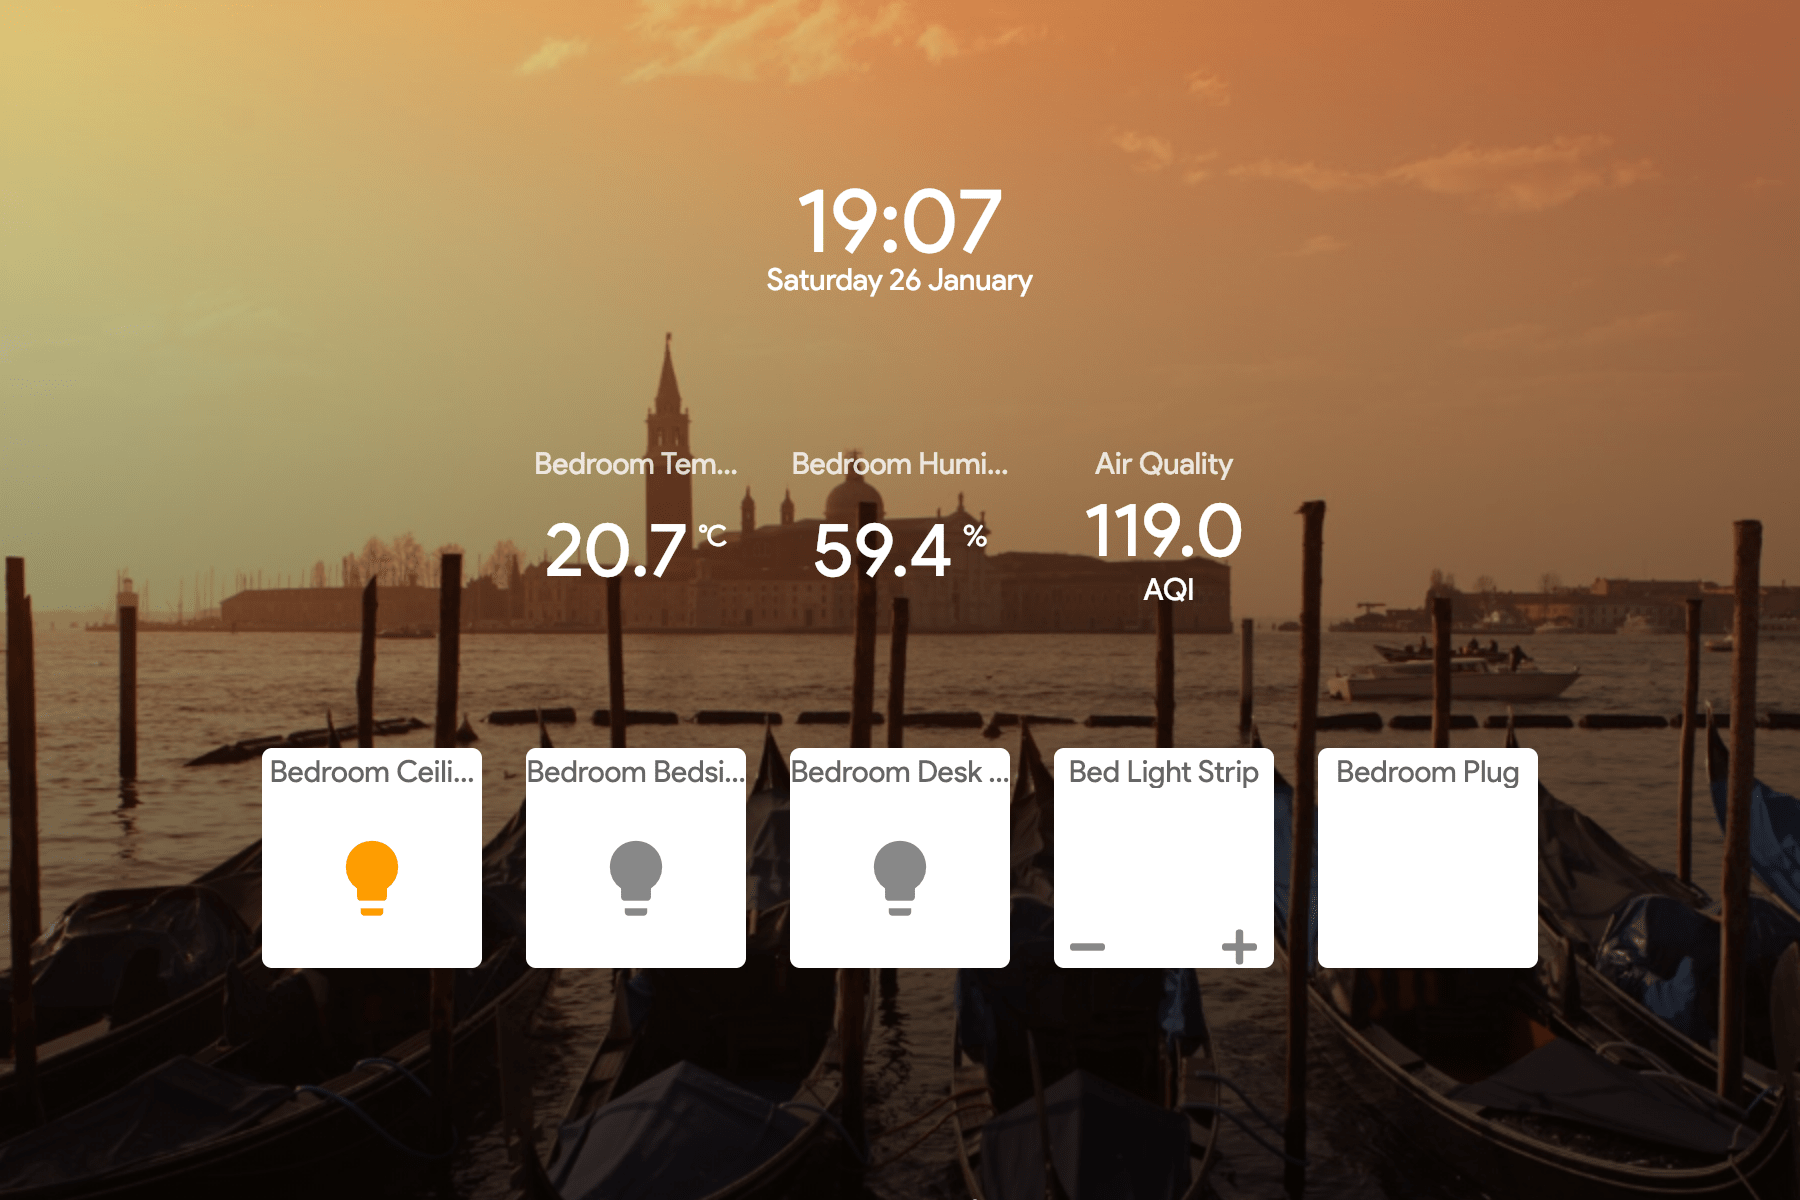 19:07
Saturday 26 January
Bedroom Tem...
Bedroom Humi...
Air Quality
20.7 °C
59.4 %
119.0
AQI
Bedroom Ceili...
Bedroom Bedsi...
Bedroom Desk ...
Bed Light Strip
Bedroom Plug